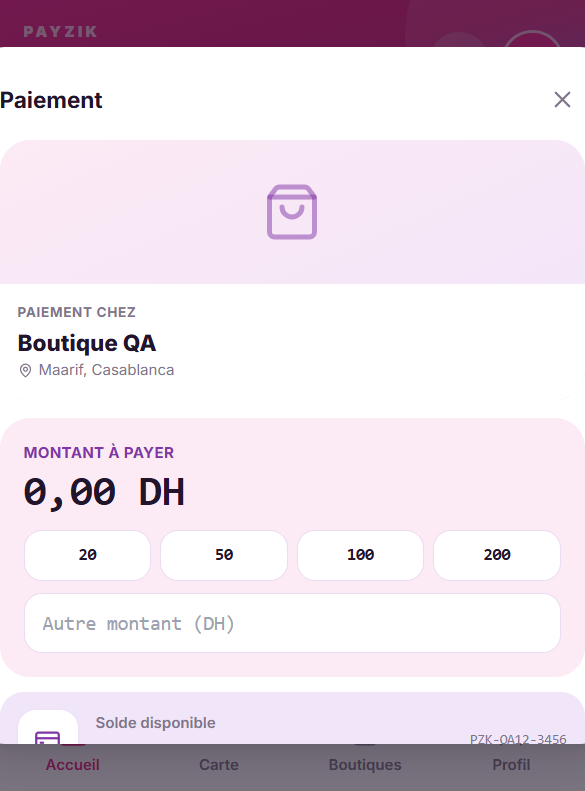 PAYZIK
Paiement
PAIEMENT CHEZ
Boutique QA
Maarif, Casablanca
MONTANT À PAYER
0,00 DH
20 50 100 200
Autre montant (DH)
Solde disponible
PZK-QA12-3456
Accueil Carte Boutiques Profil